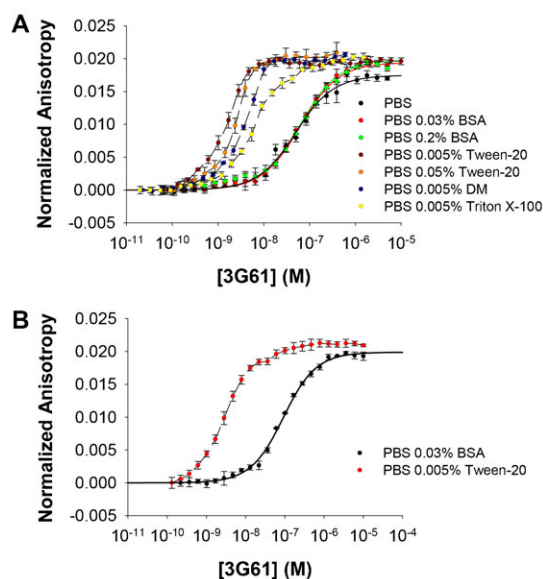 A
Normalized Anisotropy
0.025
0.020
0.015
0.010
0.005
0.000
-0.005
PBS
PBS 0.03% BSA
PBS 0.2% BSA
PBS 0.005% Tween-20
PBS 0.05% Tween-20
PBS 0.005% DM
PBS 0.005% Triton X-100
10⁻¹¹ 10⁻¹⁰ 10⁻⁹ 10⁻⁸ 10⁻⁷ 10⁻⁶ 10⁻⁵
[3G61] (M)
B
Normalized Anisotropy
0.025
0.020
0.015
0.010
0.005
0.000
-0.005
PBS 0.03% BSA
PBS 0.005% Tween-20
10⁻¹¹ 10⁻¹⁰ 10⁻⁹ 10⁻⁸ 10⁻⁷ 10⁻⁶ 10⁻⁵ 10⁻⁴
[3G61] (M)